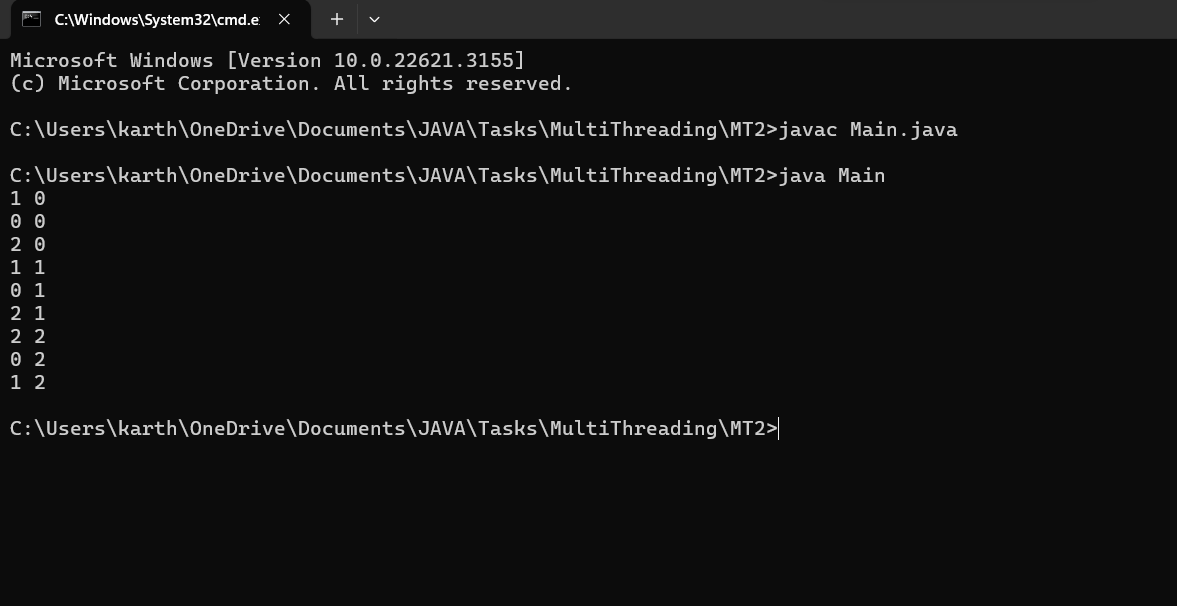 C:\Windows\System32\cmd.e
Microsoft Windows [Version 10.0.22621.3155]
(c) Microsoft Corporation. All rights reserved.
C:\Users\karth\OneDrive\Documents\JAVA\Tasks\MultiThreading\MT2>javac Main.java
C:\Users\karth\OneDrive\Documents\JAVA\Tasks\MultiThreading\MT2>java Main
1 0
0 0
2 0
1 1
0 1
2 1
2 2
0 2
1 2
C:\Users\karth\OneDrive\Documents\JAVA\Tasks\MultiThreading\MT2>